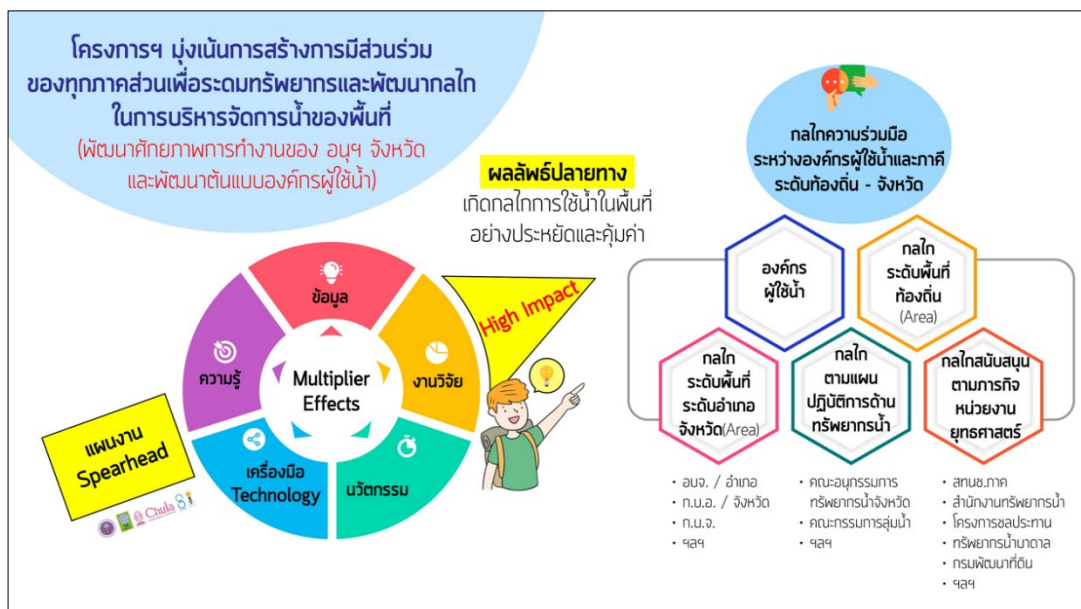 โครงการฯ มุ่งเน้นการสร้างการมีส่วนร่วม
ของทุกภาคส่วนเพื่อระดมทรัพยากรและพัฒนากลไก
ในการบริหารจัดการน้ำของพื้นที่
(พัฒนาศักยภาพการทำงานของ อนุฯ จังหวัด
และพัฒนาต้นแบบองค์กรผู้ใช้น้ำ)
ผลลัพธ์ปลายทาง
เกิดกลไกการใช้น้ำในพื้นที่
อย่างประหยัดและคุ้มค่า
High Impact
ข้อมูล
ความรู้
งานวิจัย
Multiplier
Effects
เครื่องมือ
Technology
นวัตกรรม
แผนงาน
Spearhead
Chula
กลไกความร่วมมือ
ระหว่างองค์กรผู้ใช้น้ำและภาคี
ระดับท้องถิ่น - จังหวัด
องค์กร
ผู้ใช้น้ำ
กลไก
ระดับพื้นที่
ท้องถิ่น
(Area)
กลไก
ระดับพื้นที่
ระดับอำเภอ
จังหวัด(Area)
กลไก
ตามแผน
ปฏิบัติการด้าน
ทรัพยากรน้ำ
กลไกสนับสนุน
ตามภารกิจ
หน่วยงาน
ยุทธศาสตร์
• อบจ. / อำเภอ
• ก.บ.อ. / จังหวัด
• ก.บ.จ.
• ฯลฯ
• คณะอนุกรรมการ
ทรัพยากรน้ำจังหวัด
• คณะกรรมการลุ่มน้ำ
• ฯลฯ
• สทนช.ภาค
• สำนักงานทรัพยากรน้ำ
• โครงการชลประทาน
• ทรัพยากรน้ำบาดาล
• กรมพัฒนาที่ดิน
• ฯลฯ